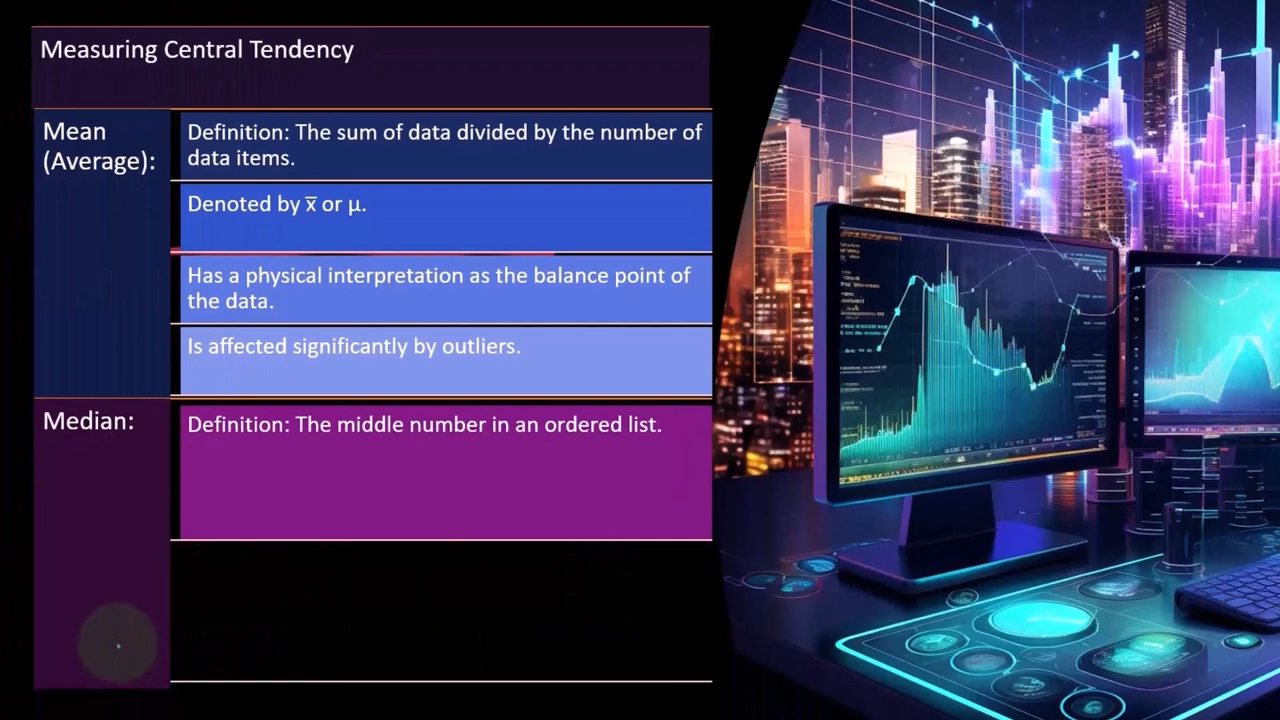 Measuring Central Tendency
Mean
(Average):
Definition: The sum of data divided by the number of
data items.
Denoted by x̅ or μ.
Has a physical interpretation as the balance point of
the data.
Is affected significantly by outliers.
Median:
Definition: The middle number in an ordered list.